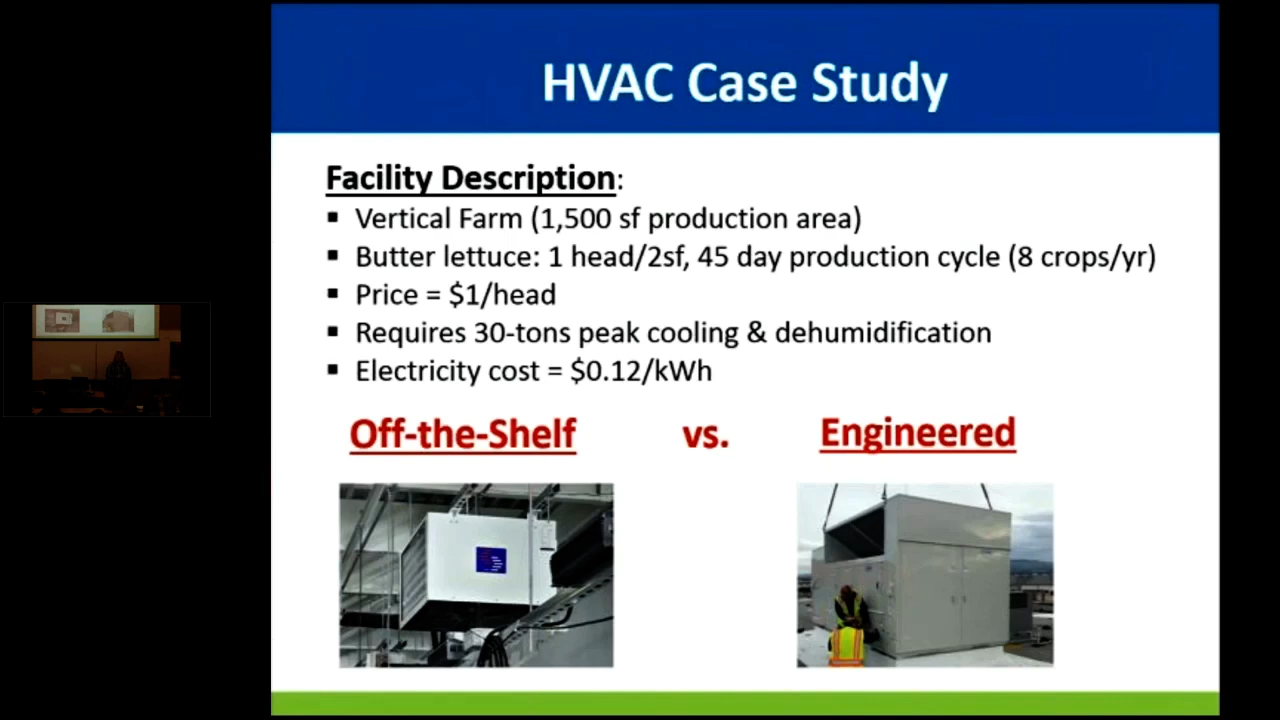 HVAC Case Study
Facility Description:
▪ Vertical Farm (1,500 sf production area)
▪ Butter lettuce: 1 head/2sf, 45 day production cycle (8 crops/yr)
▪ Price = $1/head
▪ Requires 30-tons peak cooling & dehumidification
▪ Electricity cost = $0.12/kWh
Off-the-Shelf vs. Engineered